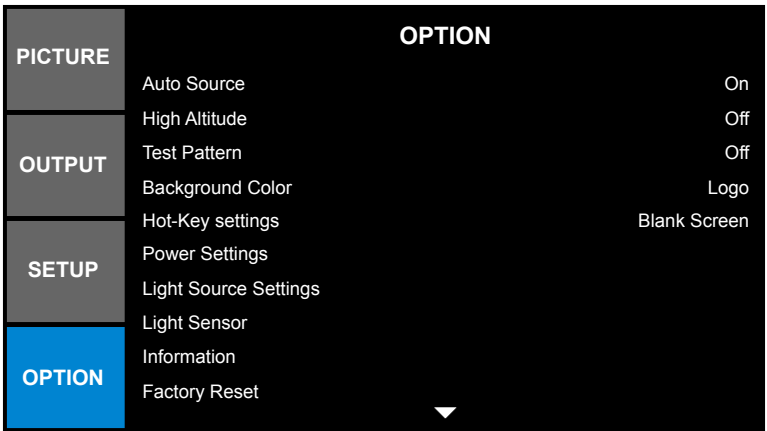 PICTURE
OUTPUT
SETUP
OPTION
OPTION
Auto Source On
High Altitude Off
Test Pattern Off
Background Color Logo
Hot-Key settings Blank Screen
Power Settings
Light Source Settings
Light Sensor
Information
Factory Reset